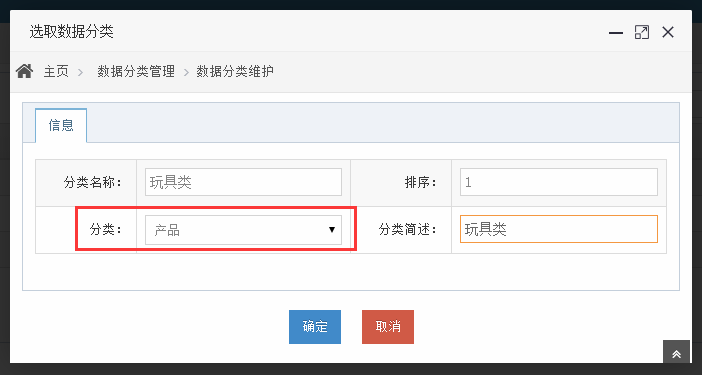 选取数据分类
主页 数据分类管理 数据分类维护
信息
分类名称： 玩具类 排序： 1
分类： 产品 分类简述： 玩具类
确定 取消